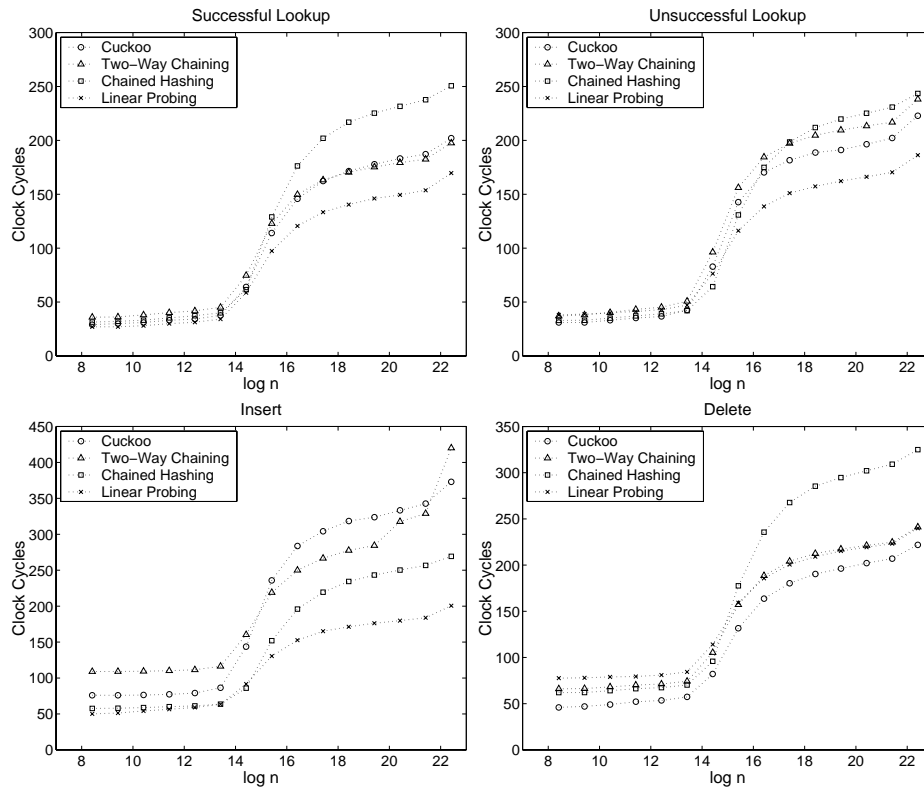 Successful Lookup
300
250
200
150
100
50
0
Clock Cycles
Cuckoo
Two−Way Chaining
Chained Hashing
Linear Probing
8 10 12 14 16 18 20 22
log n
Unsuccessful Lookup
300
250
200
150
100
50
0
Clock Cycles
Cuckoo
Two−Way Chaining
Chained Hashing
Linear Probing
8 10 12 14 16 18 20 22
log n
Insert
450
400
350
300
250
200
150
100
50
0
Clock Cycles
Cuckoo
Two−Way Chaining
Chained Hashing
Linear Probing
8 10 12 14 16 18 20 22
log n
Delete
350
300
250
200
150
100
50
0
Clock Cycles
Cuckoo
Two−Way Chaining
Chained Hashing
Linear Probing
8 10 12 14 16 18 20 22
log n